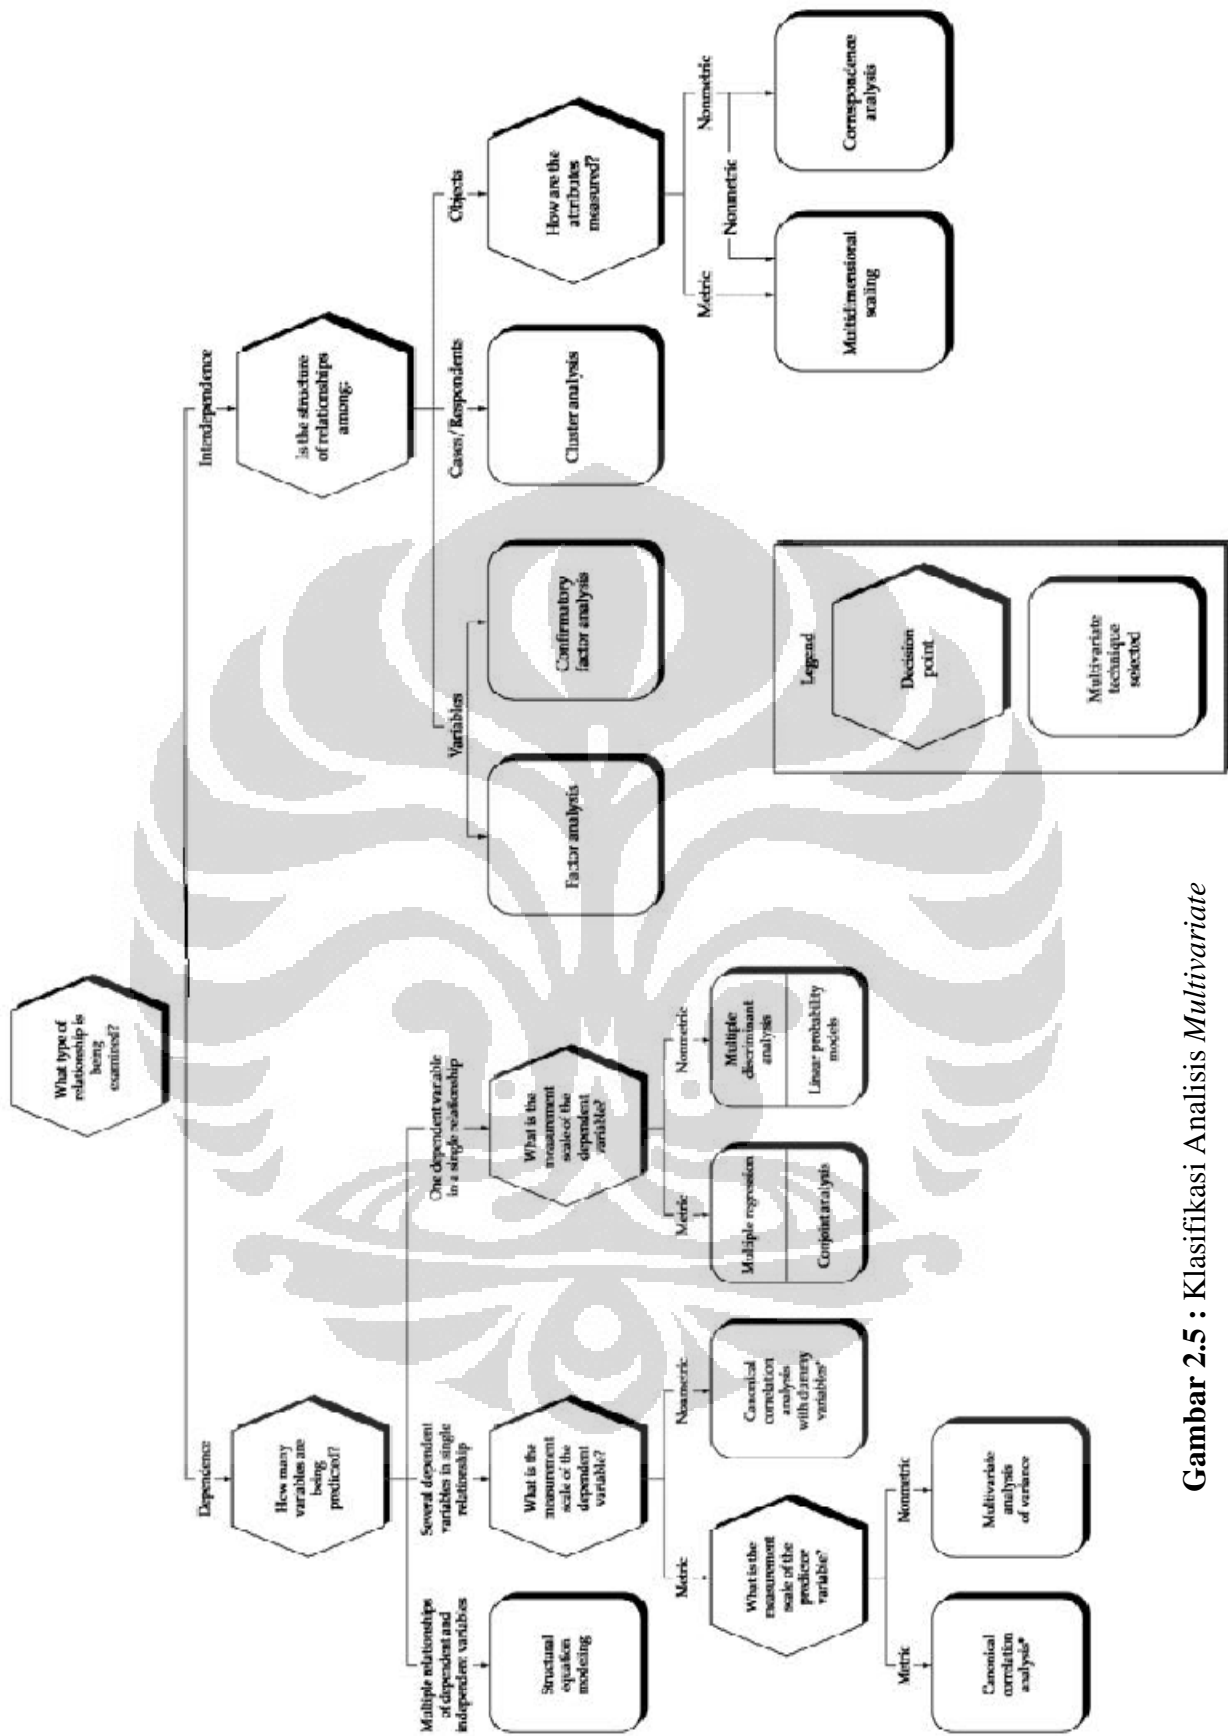 What type of
relationship is
being
examined?
Dependence
Interdependence
How many
variables are
being
predicted?
Is the structure
of relationships
among:
Multiple relationships
of dependent and
independent variables
Several dependent
variables in single
relationship
One dependent variable
in a single relationship
Variables
Cases/Respondents
Objects
Structural
equation
modeling
What is the
measurement
scale of the
dependent
variable?
What is the
measurement
scale of the
dependent
variable?
Factor analysis
Confirmatory
factor analysis
Cluster analysis
How are the
attributes
measured?
Metric
Nonmetric
Metric
Nonmetric
Metric
Nonmetric
Nonmetric
What is the
measurement
scale of the
predictor
variable?
Canonical
correlation
analysis
with dummy
variables*
Multiple regression
Conjoint analysis
Multiple
discriminant
analysis
Linear probability
models
Multidimensional
scaling
Correspondence
analysis
Metric
Nonmetric
Canonical
correlation
analysis*
Multivariate
analysis
of variance
Legend
Decision
point
Multivariate
technique
selected
Gambar 2.5 : Klasifikasi Analisis Multivariate